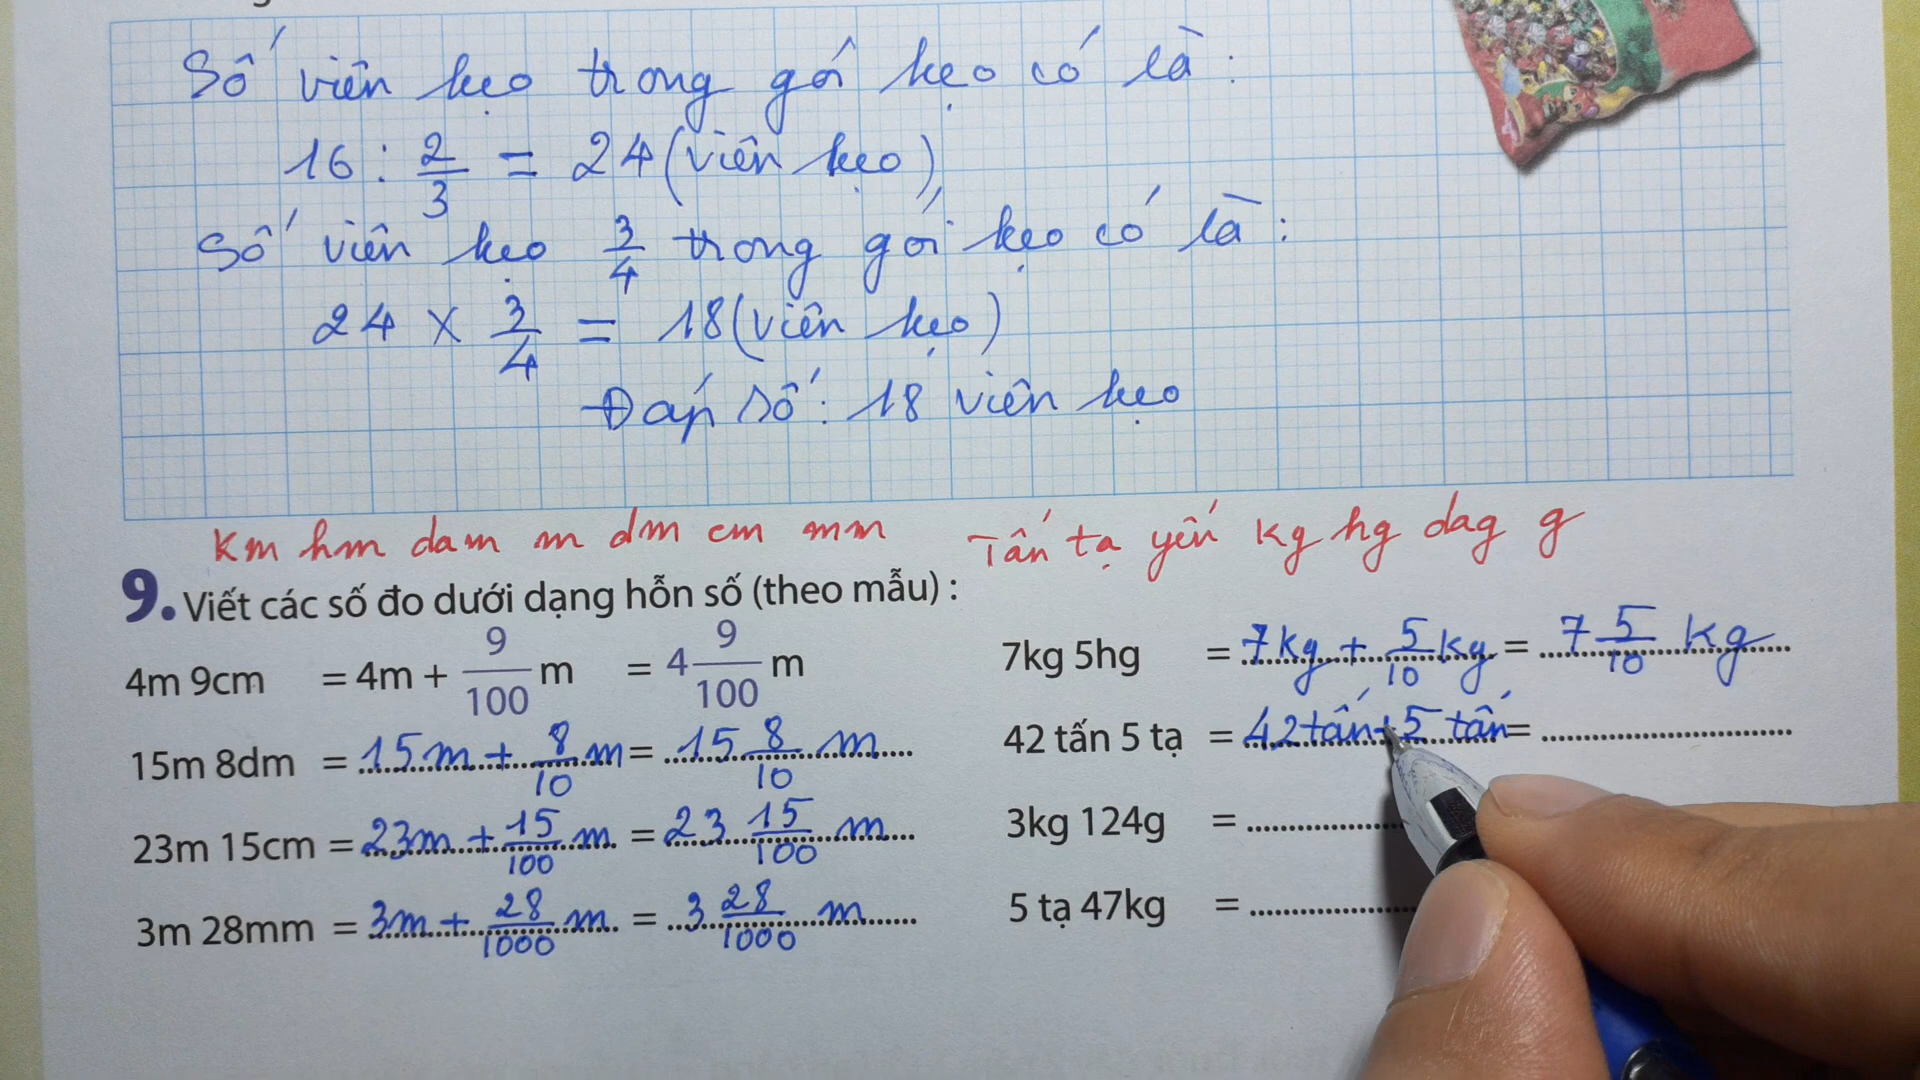 Số viên kẹo trong gói kẹo có là :
16 : 2/3 = 24 (viên kẹo)
Số viên kẹo 3/4 trong gói kẹo có là :
24 x 3/4 = 18 (viên kẹo)
Đáp số : 18 viên kẹo
Km hm dam m dm cm mm
Tấn tạ yến Kg hg dag g
9. Viết các số đo dưới dạng hỗn số (theo mẫu) :
4m 9cm = 4m + 9/100 m = 4 9/100 m
15m 8dm = 15m + 8/10 m = 15 8/10 m
23m 15cm = 23m + 15/100 m = 23 15/100 m
3m 28mm = 3m + 28/1000 m = 3 28/1000 m
7kg 5hg = 7kg + 5/10 kg = 7 5/10 kg
42 tấn 5 tạ = 42 tấn + 5 tấn =
3kg 124g =
5 tạ 47kg =